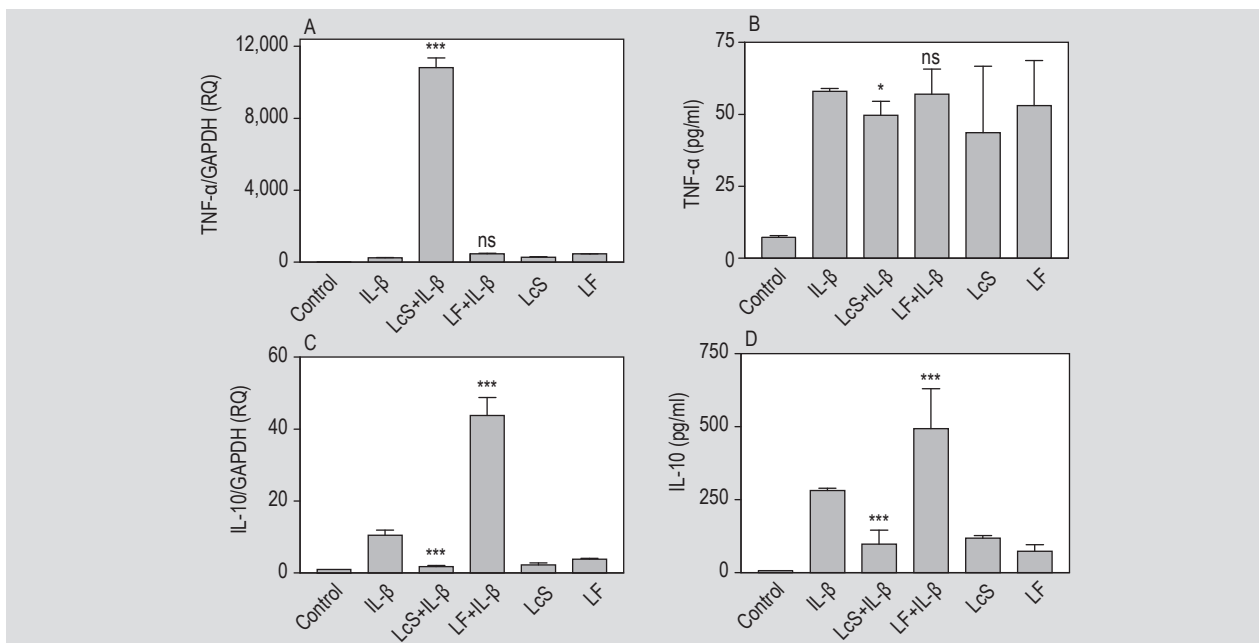 A
TNF-α/GAPDH (RQ)
12,000
8,000
4,000
0
***
ns
Control
IL-β
LcS+IL-β
LF+IL-β
LcS
LF
B
TNF-α (pg/ml)
75
50
25
0
*
ns
Control
IL-β
LcS+IL-β
LF+IL-β
LcS
LF
C
IL-10/GAPDH (RQ)
60
40
20
0
***
***
Control
IL-β
LcS+IL-β
LF+IL-β
LcS
LF
D
IL-10 (pg/ml)
750
500
250
0
***
***
Control
IL-β
LcS+IL-β
LF+IL-β
LcS
LF